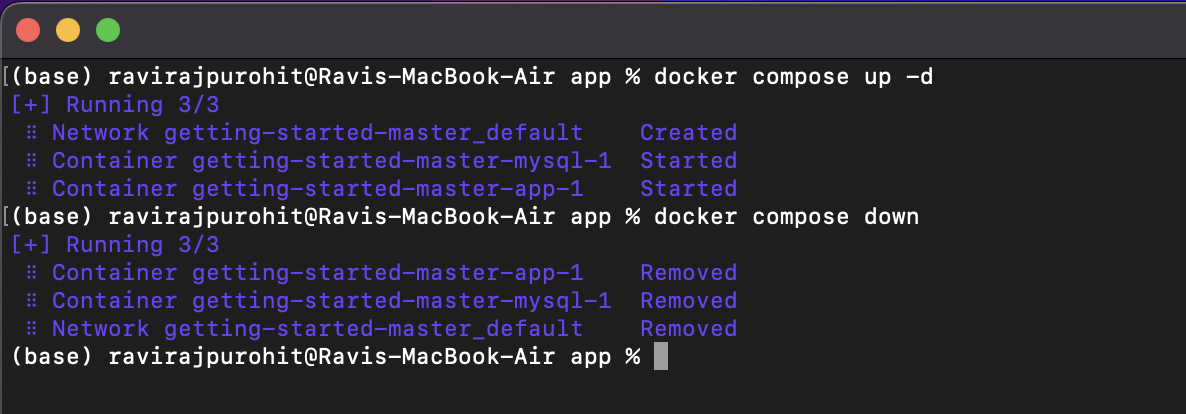 [(base) ravirajpurohit@Ravis-MacBook-Air app % docker compose up -d
[+] Running 3/3
⠿ Network getting-started-master_default    Created
⠿ Container getting-started-master-mysql-1  Started
⠿ Container getting-started-master-app-1    Started
[(base) ravirajpurohit@Ravis-MacBook-Air app % docker compose down
[+] Running 3/3
⠿ Container getting-started-master-app-1    Removed
⠿ Container getting-started-master-mysql-1  Removed
⠿ Network getting-started-master_default    Removed
(base) ravirajpurohit@Ravis-MacBook-Air app %